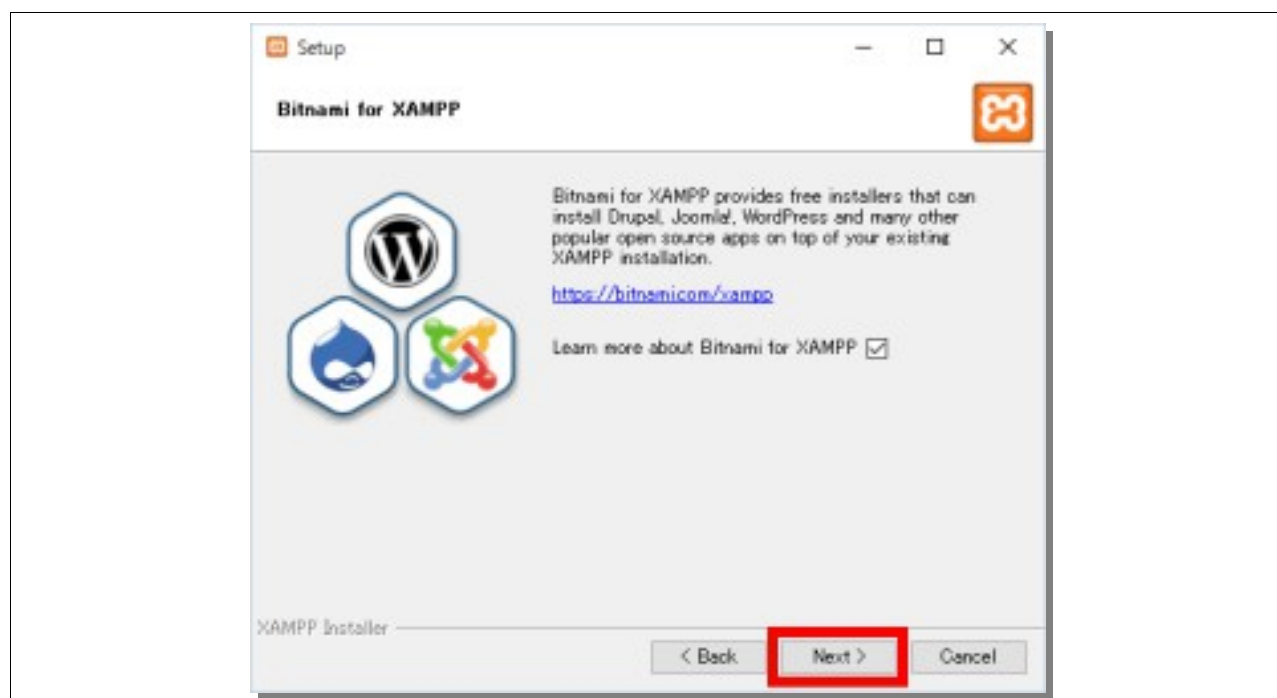 Setup
Bitnami for XAMPP
Bitnami for XAMPP provides free installers that can
install Drupal, Joomla!, WordPress and many other
popular open source apps on top of your existing
XAMPP installation.
https://bitnami.com/xampp
Learn more about Bitnami for XAMPP
XAMPP Installer
< Back
Next >
Cancel